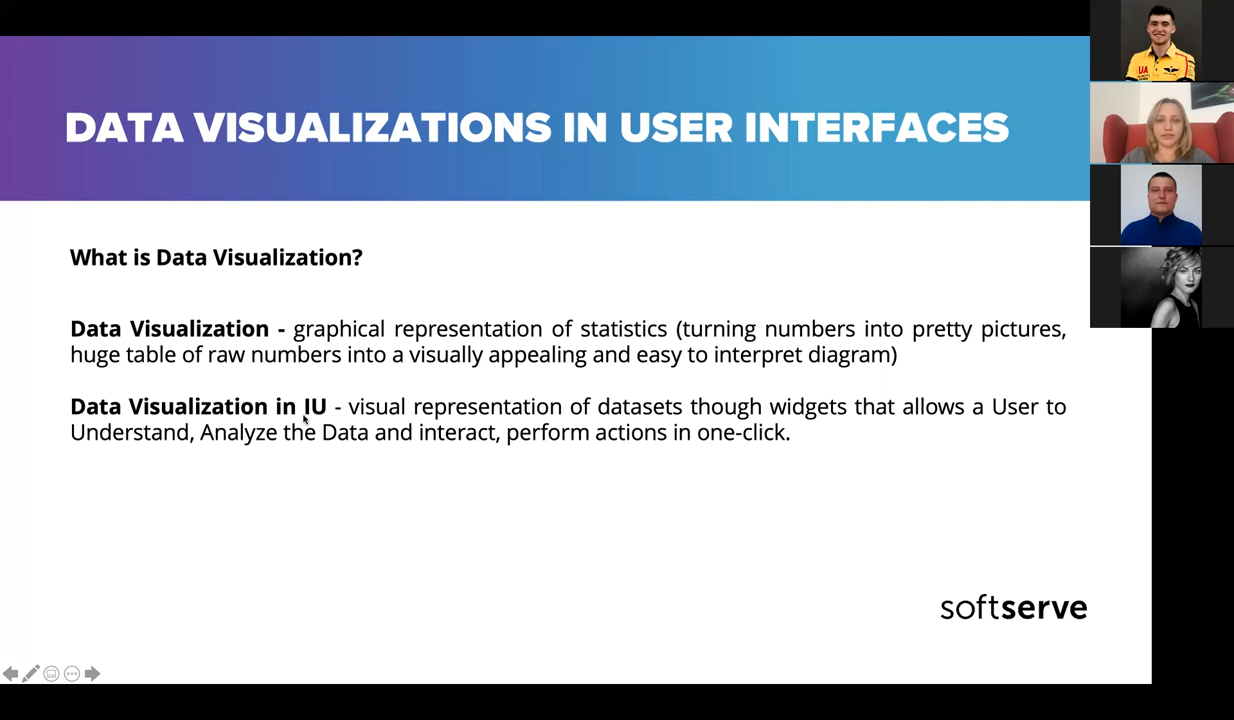 DATA VISUALIZATIONS IN USER INTERFACES
What is Data Visualization?
Data Visualization - graphical representation of statistics (turning numbers into pretty pictures,
huge table of raw numbers into a visually appealing and easy to interpret diagram)
Data Visualization in IU - visual representation of datasets though widgets that allows a User to
Understand, Analyze the Data and interact, perform actions in one-click.
softserve
UA